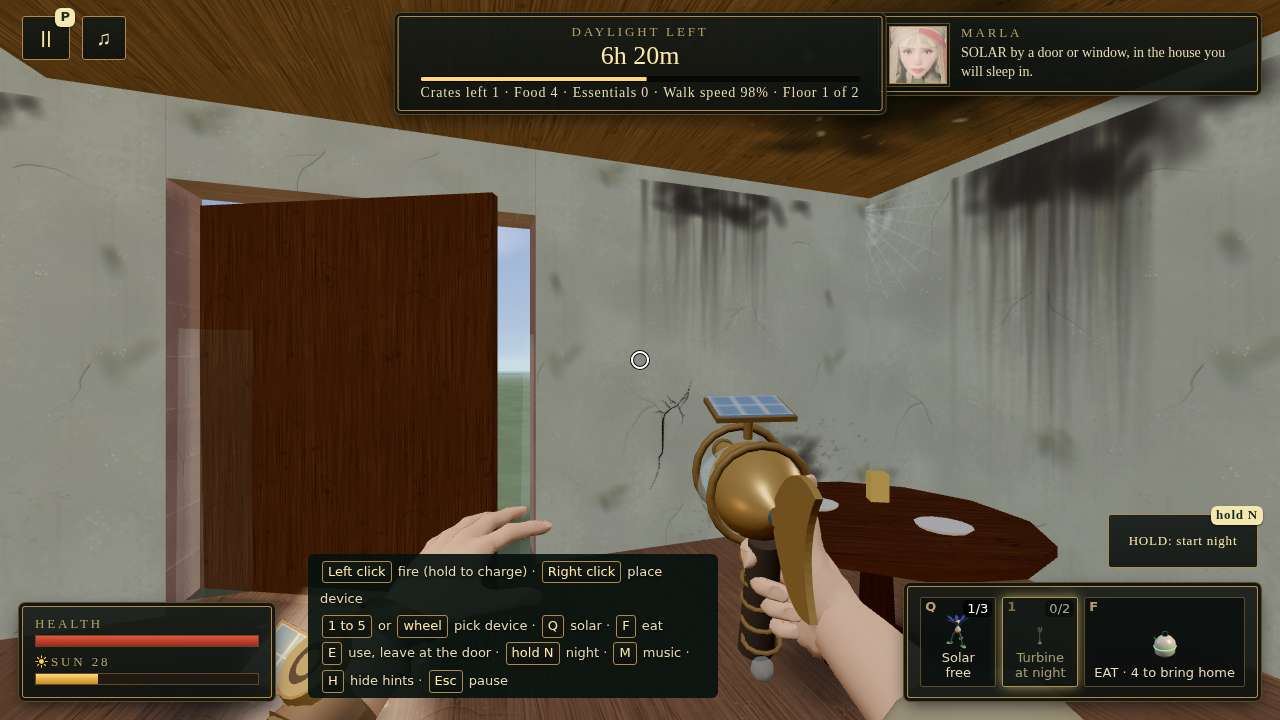 P
DAYLIGHT LEFT
6h 20m
Crates left 1 · Food 4 · Essentials 0 · Walk speed 98% · Floor 1 of 2
MARLA
SOLAR by a door or window, in the house you
will sleep in.
hold N
HOLD: start night
Left click fire (hold to charge) · Right click place
device
1 to 5 or wheel pick device · Q solar · F eat
E use, leave at the door · hold N night · M music ·
H hide hints · Esc pause
HEALTH
SUN 28
Q 1/3
Solar
free
1 0/2
Turbine
at night
F
EAT · 4 to bring home